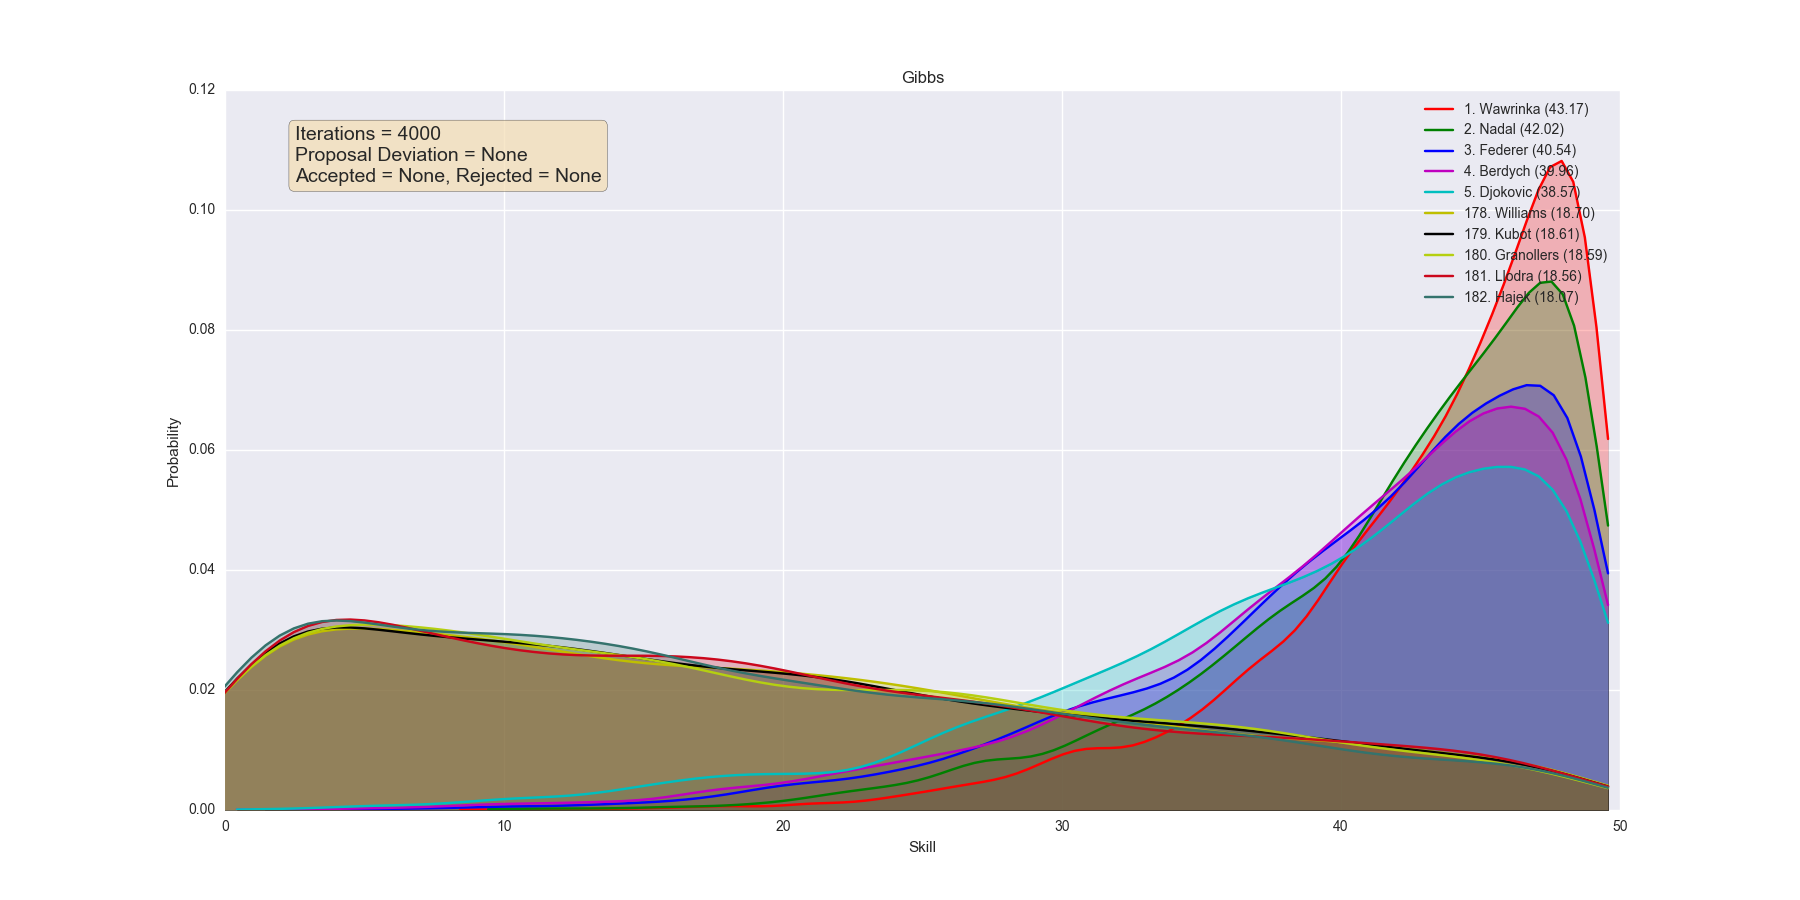 Gibbs
0.12
0.10
0.08
0.06
0.04
0.02
0.00
Probability
Iterations = 4000
Proposal Deviation = None
Accepted = None, Rejected = None
1. Wawrinka (43.17)
2. Nadal (42.02)
3. Federer (40.54)
4. Berdych (39.96)
5. Djokovic (38.57)
178. Williams (18.70)
179. Kubot (18.61)
180. Granollers (18.59)
181. Llodra (18.56)
182. Hajek (18.07)
0 10 20 30 40 50
Skill